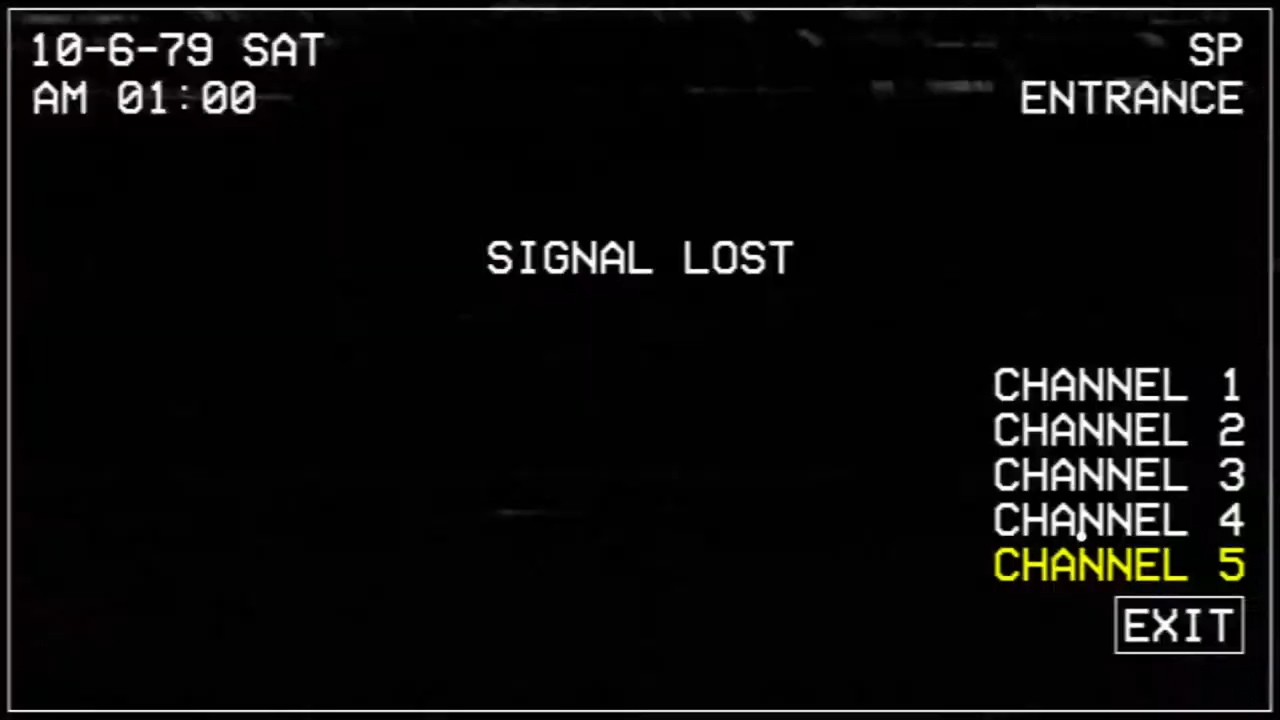 10-6-79 SAT
AM 01:00
SP
ENTRANCE
SIGNAL LOST
CHANNEL 1
CHANNEL 2
CHANNEL 3
CHANNEL 4
CHANNEL 5
EXIT